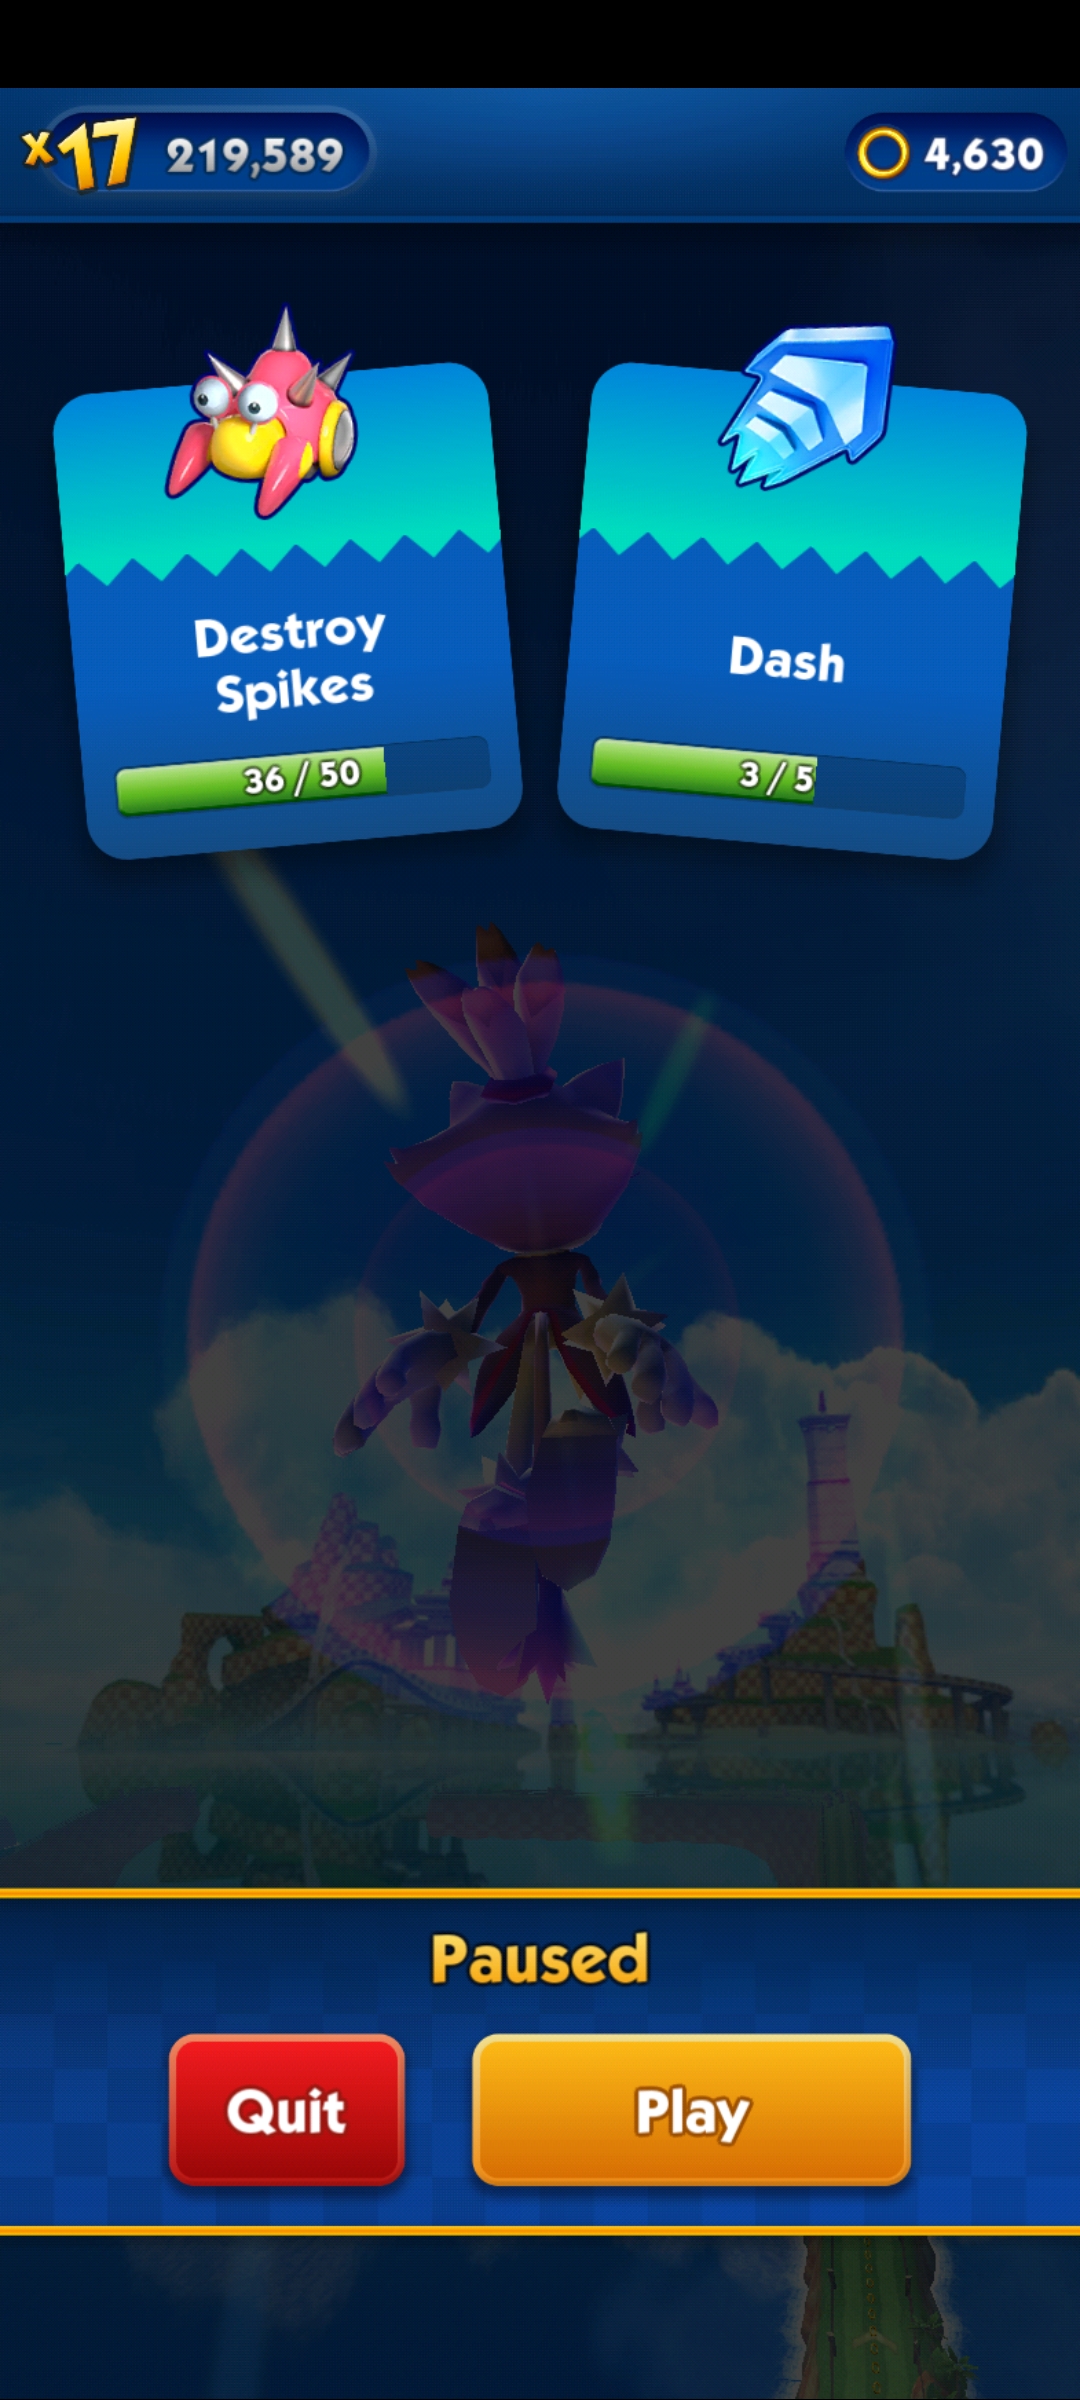 x17 219,589
4,630
Destroy
Spikes
36 / 50
Dash
3 / 5
Paused
Quit
Play